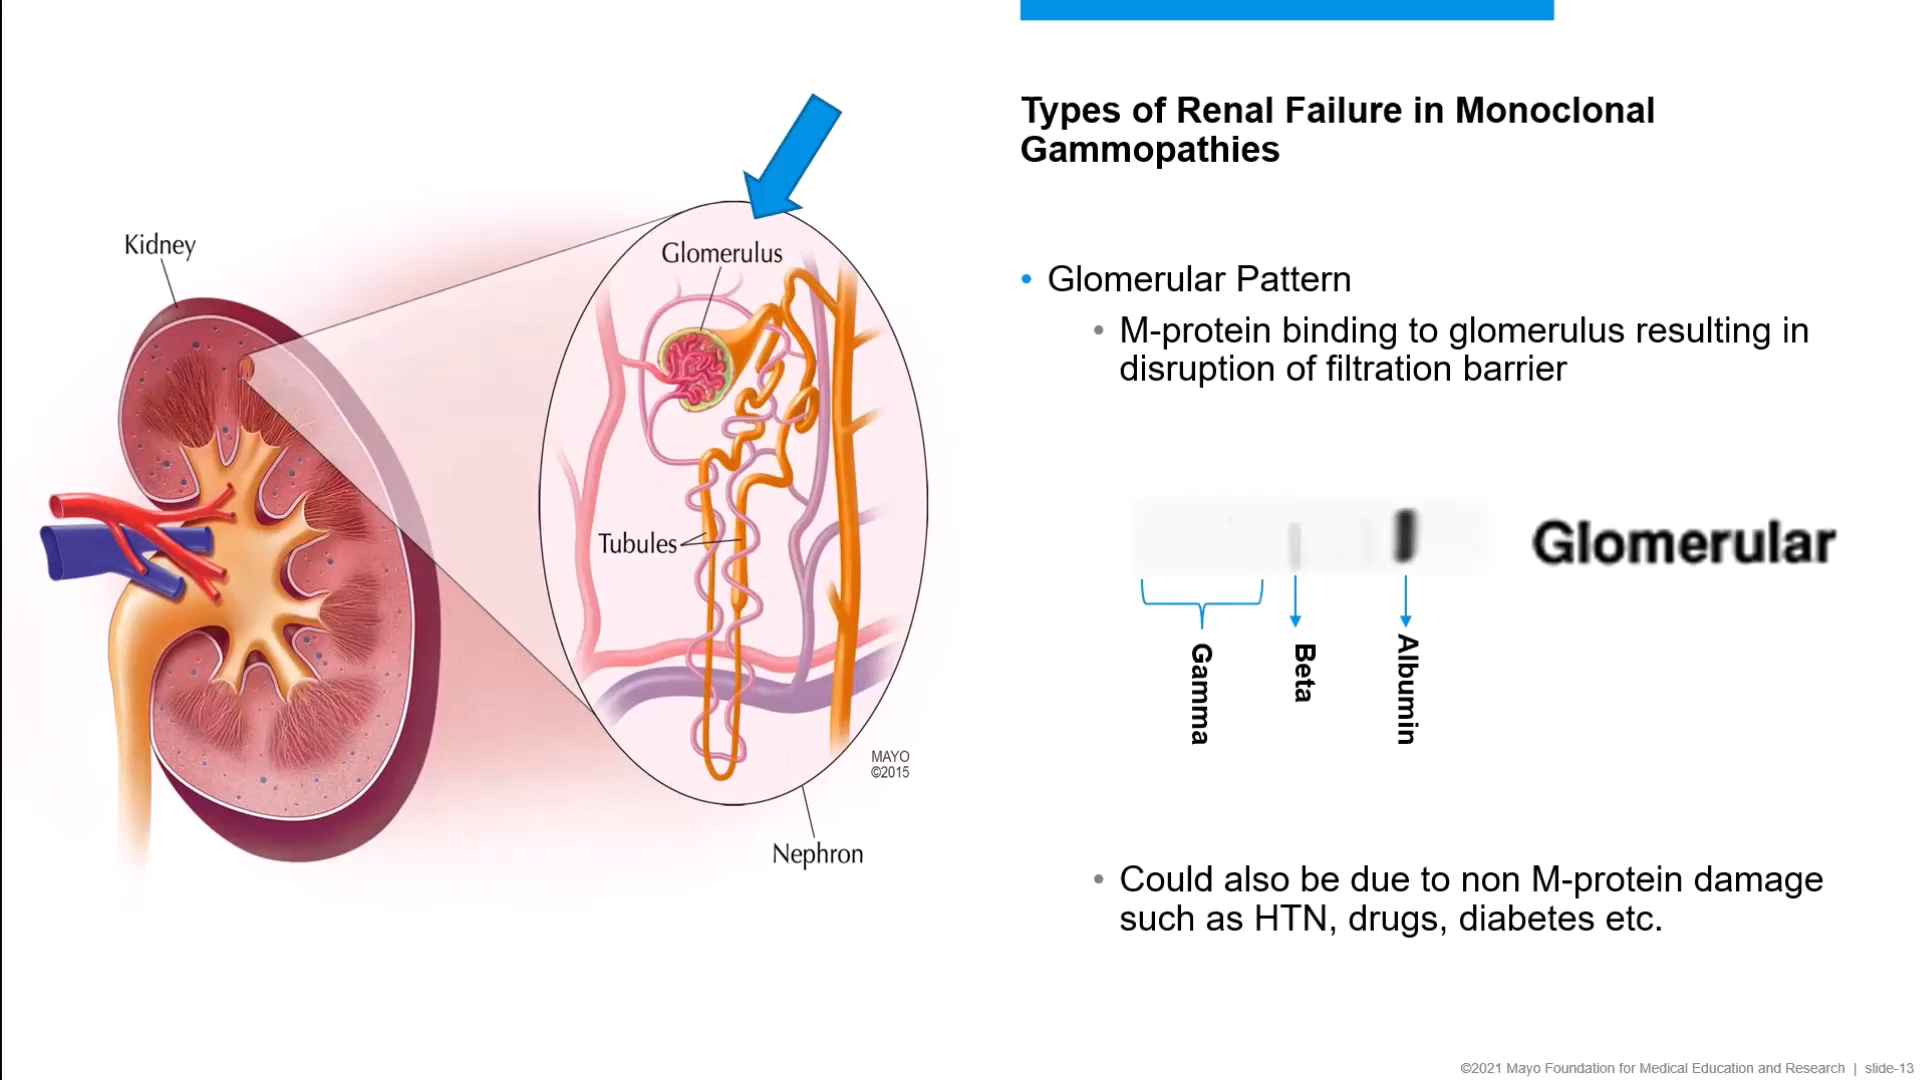 Types of Renal Failure in Monoclonal
Gammopathies
Kidney
Glomerulus
Tubules
MAYO
©2015
Nephron
• Glomerular Pattern
• M-protein binding to glomerulus resulting in
disruption of filtration barrier
Glomerular
Gamma
Beta
Albumin
• Could also be due to non M-protein damage
such as HTN, drugs, diabetes etc.
©2021 Mayo Foundation for Medical Education and Research | slide-13